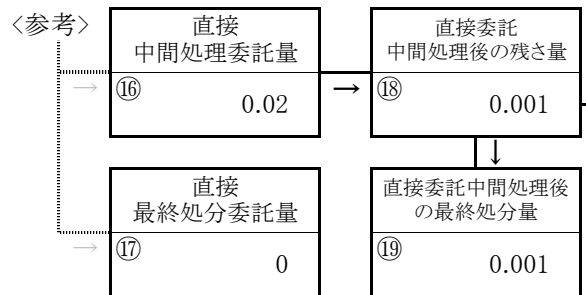 〈参考〉
直接
中間処理委託量
⑯
0.02
→
→
直接委託
中間処理後の残さ量
⑱
0.001
↓
直接
最終処分委託量
→
⑰
0
直接委託中間処理後
の最終処分量
⑲
0.001